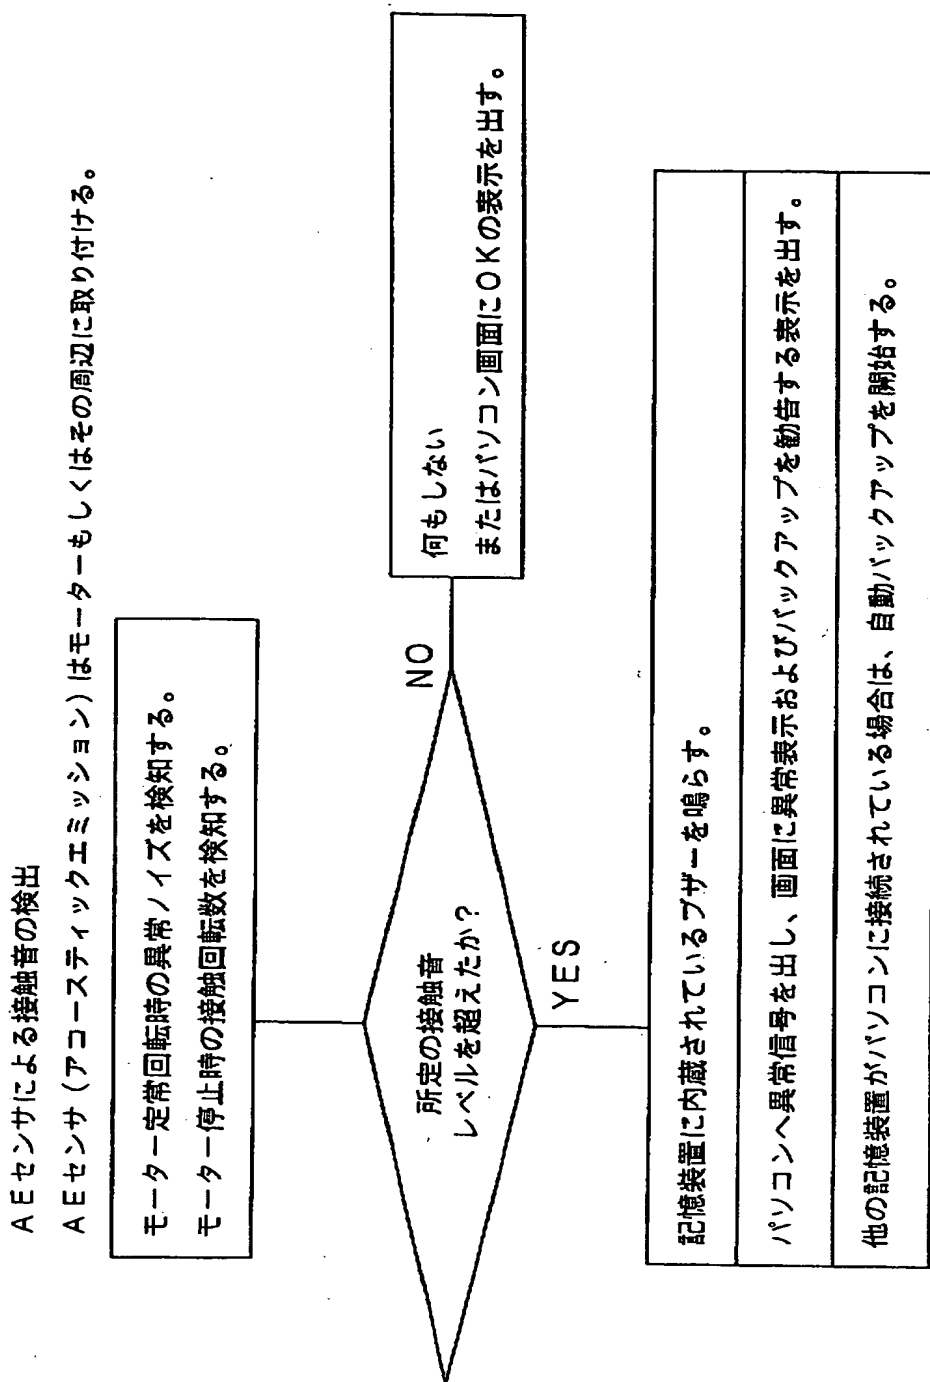 AEセンサによる接触音の検出
AEセンサ(アコースティックエミッション)はモーターもしくはその周辺に取り付ける。
モーター定常回転時の異常ノイズを検知する。
モーター停止時の接触回転数を検知する。
所定の接触音
レベルを超えたか?
NO
何もしない
またはパソコン画面にOKの表示を出す。
YES
記憶装置に内蔵されているブザーを鳴らす。
パソコンへ異常信号を出し、画面に異常表示およびバックアップを勧告する表示を出す。
他の記憶装置がパソコンに接続されている場合は、自動バックアップを開始する。